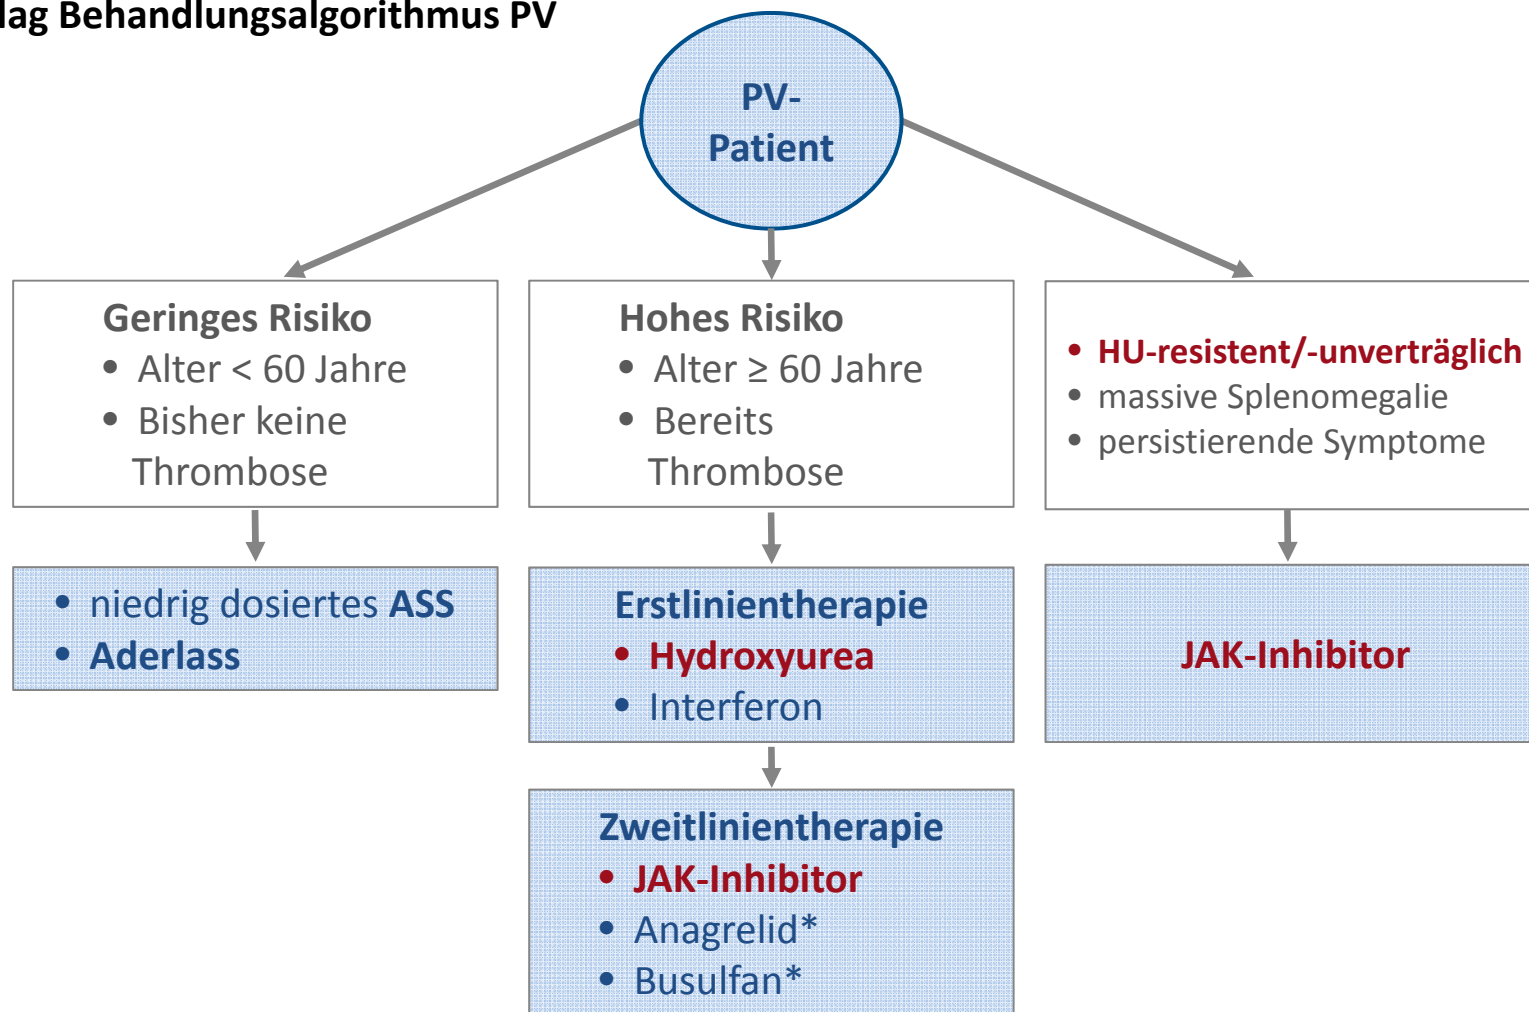 lag Behandlungsalgorithmus PV
PV-
Patient
Geringes Risiko
• Alter < 60 Jahre
• Bisher keine
Thrombose
Hohes Risiko
• Alter ≥ 60 Jahre
• Bereits
Thrombose
• HU-resistent/-unverträglich
• massive Splenomegalie
• persistierende Symptome
• niedrig dosiertes ASS
• Aderlass
Erstlinientherapie
• Hydroxyurea
• Interferon
JAK-Inhibitor
Zweitlinientherapie
• JAK-Inhibitor
• Anagrelid*
• Busulfan*